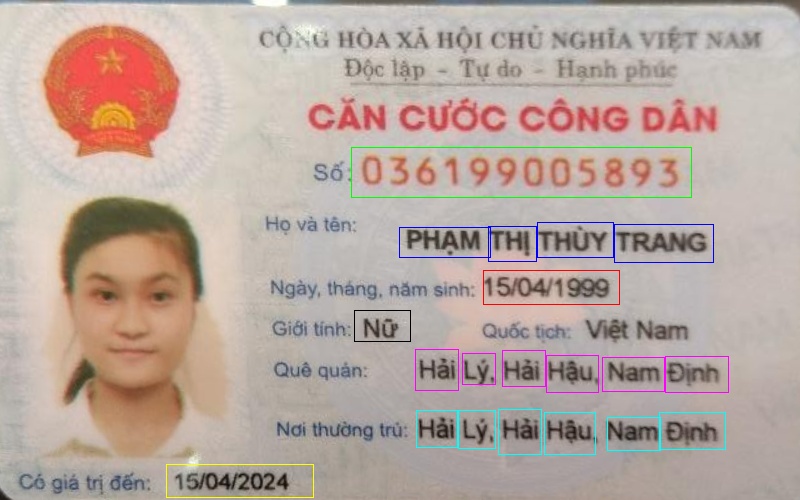 CỘNG HÒA XÃ HỘI CHỦ NGHĨA VIỆT NAM
Độc lập - Tự do - Hạnh phúc
CĂN CƯỚC CÔNG DÂN
Số: 036199005893
Họ và tên: PHẠM THỊ THÙY TRANG
Ngày, tháng, năm sinh: 15/04/1999
Giới tính: Nữ Quốc tịch: Việt Nam
Quê quán: Hải Lý, Hải Hậu, Nam Định
Nơi thường trú: Hải Lý, Hải Hậu, Nam Định
Có giá trị đến: 15/04/2024